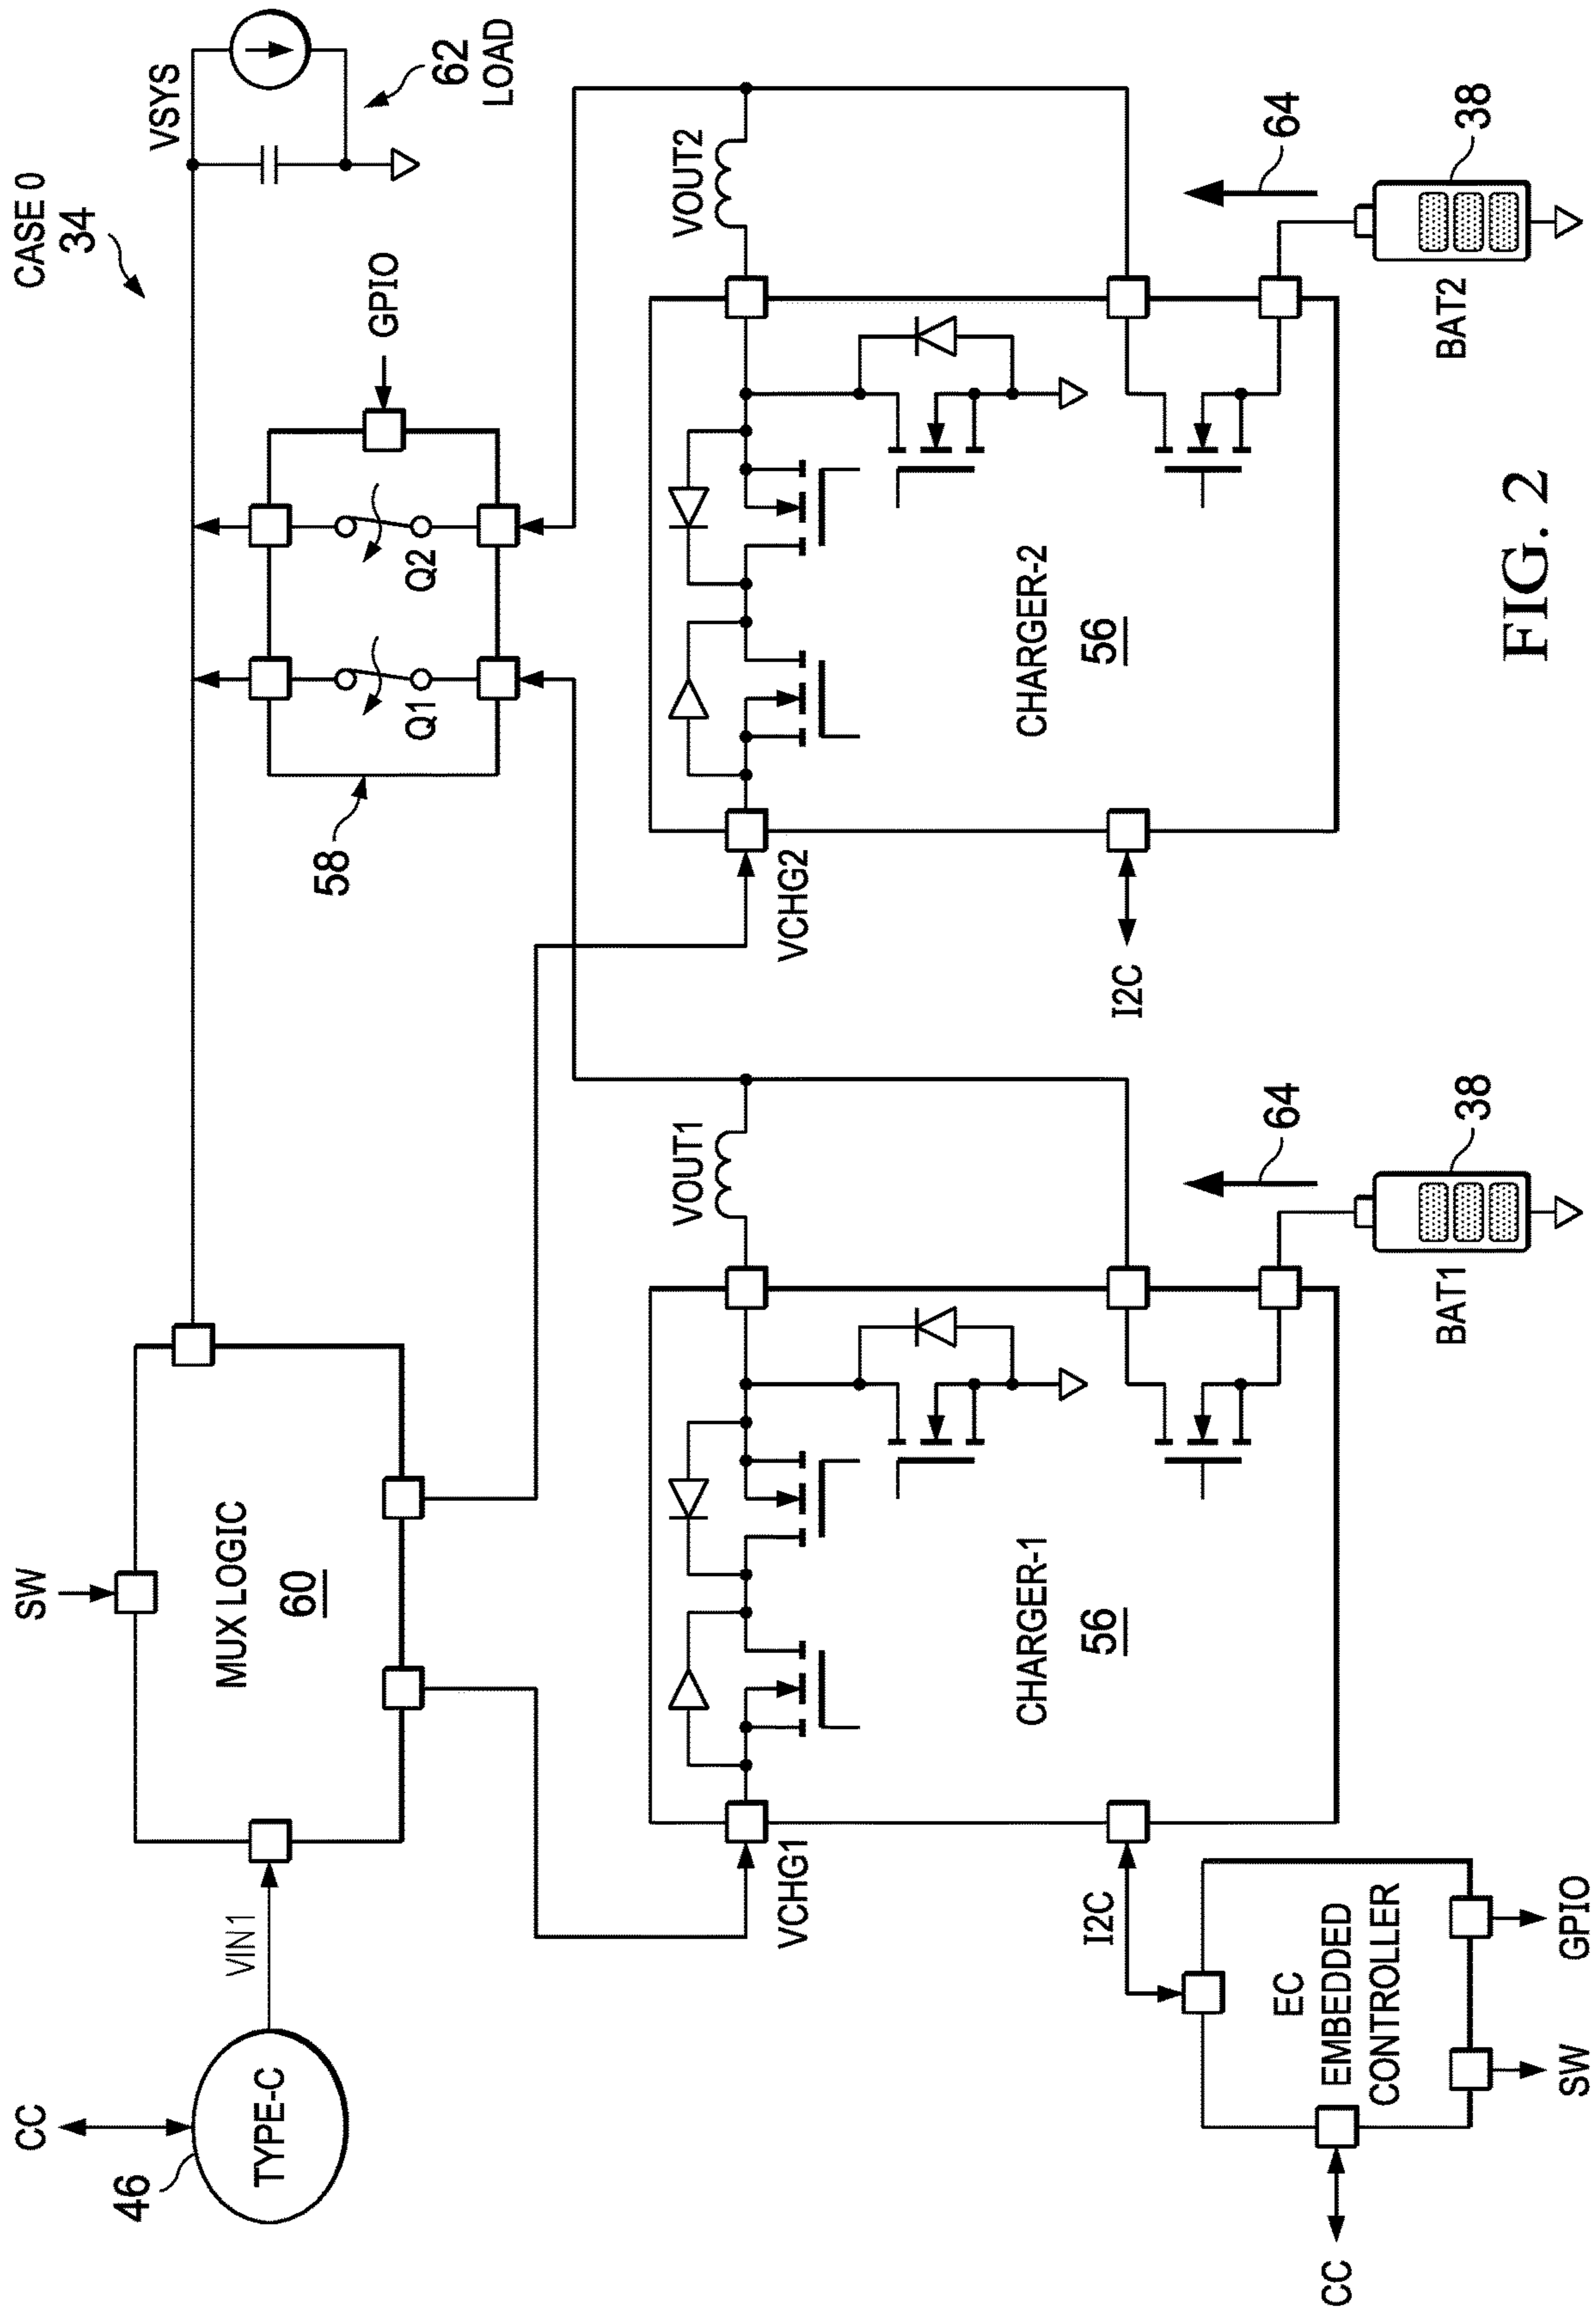 CASE 0
34
CC
46
TYPE-C
VIN1
SW
MUX LOGIC
60
VSYS
62
LOAD
58
Q1
Q2
GPIO
VCHG1
VOUT1
CHARGER-1
56
I2C
64
38
BAT1
VCHG2
VOUT2
CHARGER-2
56
I2C
64
38
BAT2
EC
EMBEDDED
CONTROLLER
CC
SW
GPIO
FIG. 2